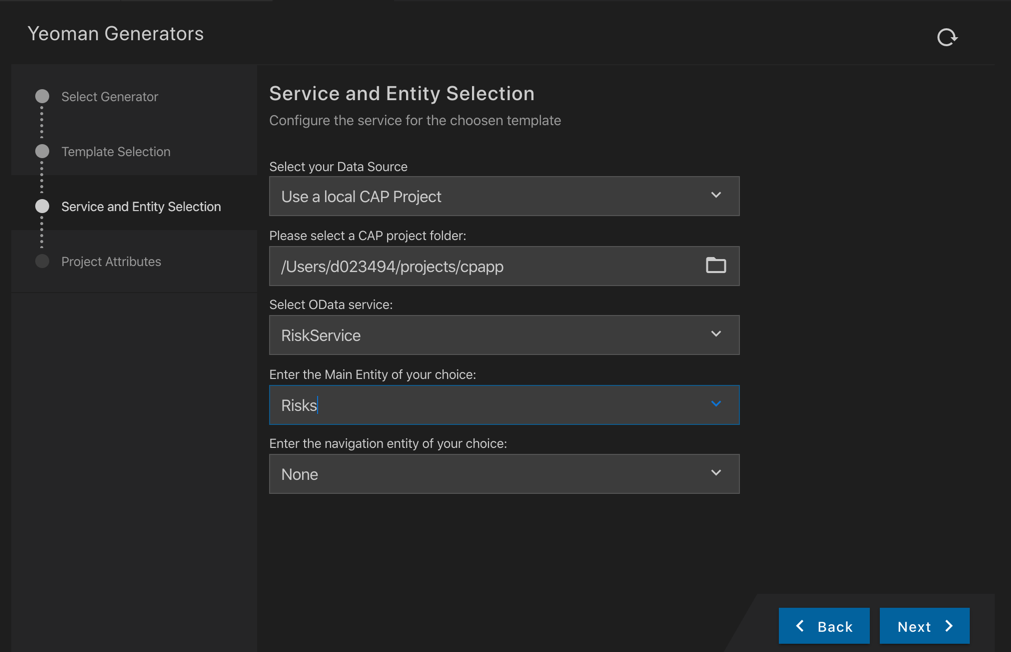 Yeoman Generators
Select Generator
Template Selection
Service and Entity Selection
Project Attributes
Service and Entity Selection
Configure the service for the choosen template
Select your Data Source
Use a local CAP Project
Please select a CAP project folder:
/Users/d023494/projects/cpapp
Select OData service:
RiskService
Enter the Main Entity of your choice:
Risks
Enter the navigation entity of your choice:
None
Back
Next